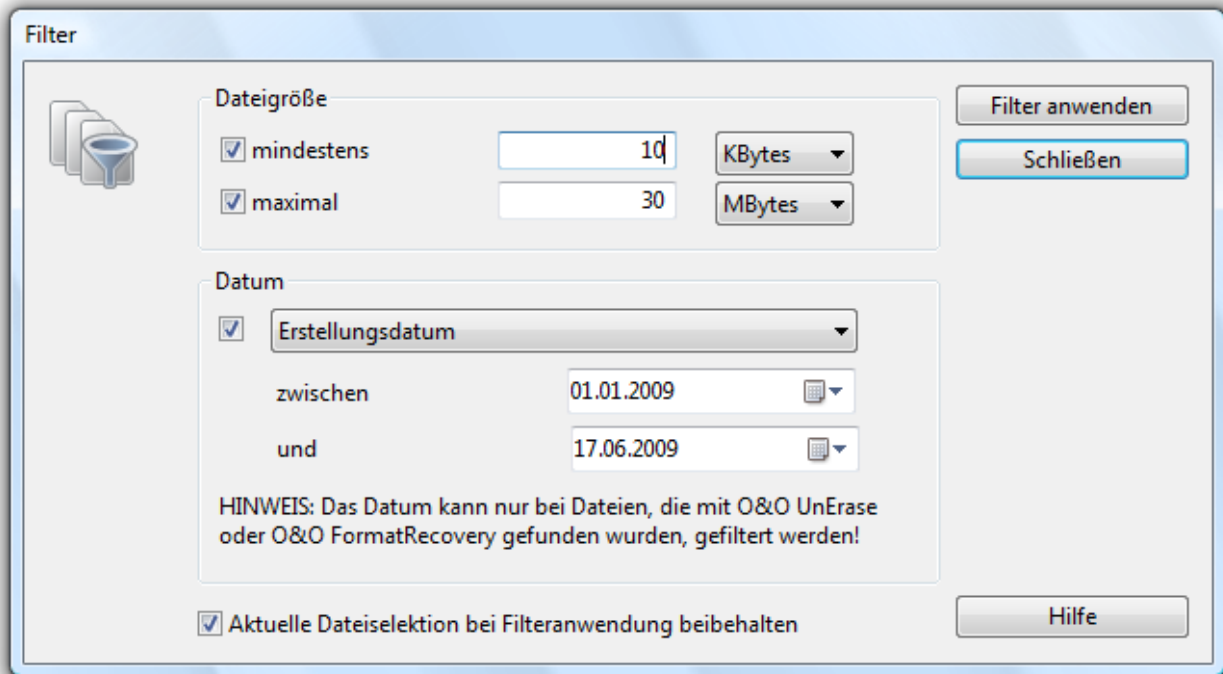 Filter
Dateigröße
mindestens 10 KBytes
maximal 30 MBytes
Filter anwenden
Schließen
Datum
Erstellungsdatum
zwischen 01.01.2009
und 17.06.2009
HINWEIS: Das Datum kann nur bei Dateien, die mit O&O UnErase
oder O&O FormatRecovery gefunden wurden, gefiltert werden!
Aktuelle Dateiselektion bei Filteranwendung beibehalten
Hilfe